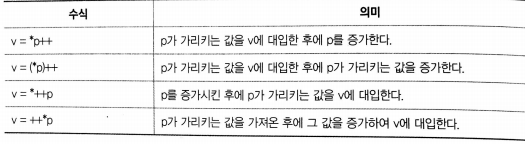 수식 의미
v = *p++ p가 가리키는 값을 v에 대입한 후에 p를 증가한다.
v = (*p)++ p가 가리키는 값을 v에 대입한 후에 p가 가리키는 값을 증가한다.
v = *++p p를 증가시킨 후에 p가 가리키는 값을 v에 대입한다.
v = ++*p p가 가리키는 값을 가져온 후에 그 값을 증가하여 v에 대입한다.